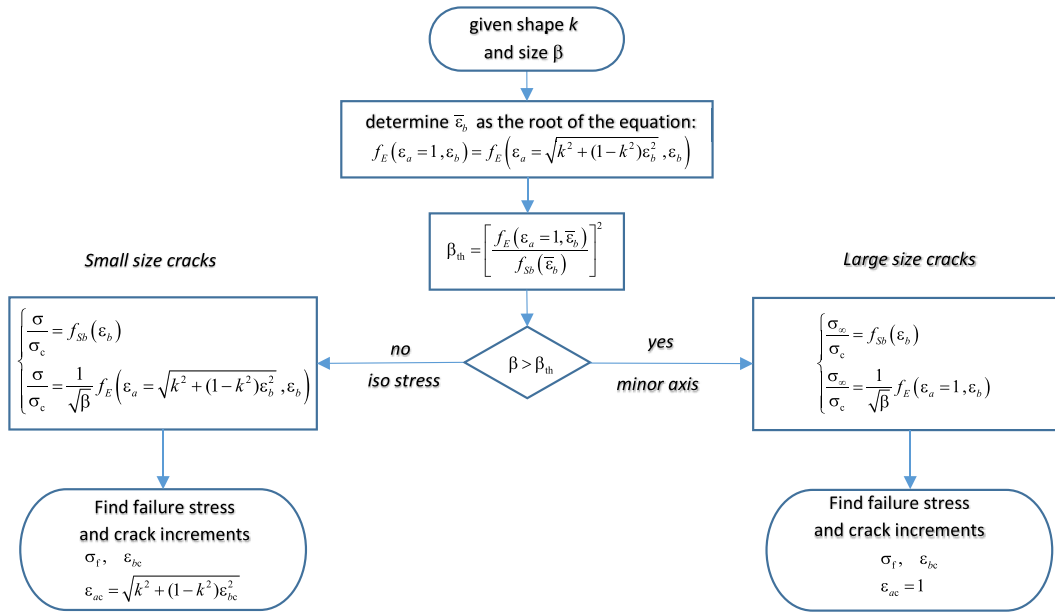 given shape k
and size β
determine ε̅_b as the root of the equation:
f_E(ε_a = 1, ε_b) = f_E(ε_a = √(k² + (1−k²)ε_b²), ε_b)
β_th = [f_E(ε_a = 1, ε̅_b) / f_Sb(ε̅_b)]²
Small size cracks
Large size cracks
σ/σ_c = f_Sb(ε_b)
σ/σ_c = 1/√β f_E(ε_a = √(k² + (1−k²)ε_b²), ε_b)
no
iso stress
β > β_th
yes
minor axis
σ_∞/σ_c = f_Sb(ε_b)
σ_∞/σ_c = 1/√β f_E(ε_a = 1, ε_b)
Find failure stress
and crack increments
σ_f, ε_bc
ε_ac = √(k² + (1−k²)ε_bc²)
Find failure stress
and crack increments
σ_f, ε_bc
ε_ac = 1